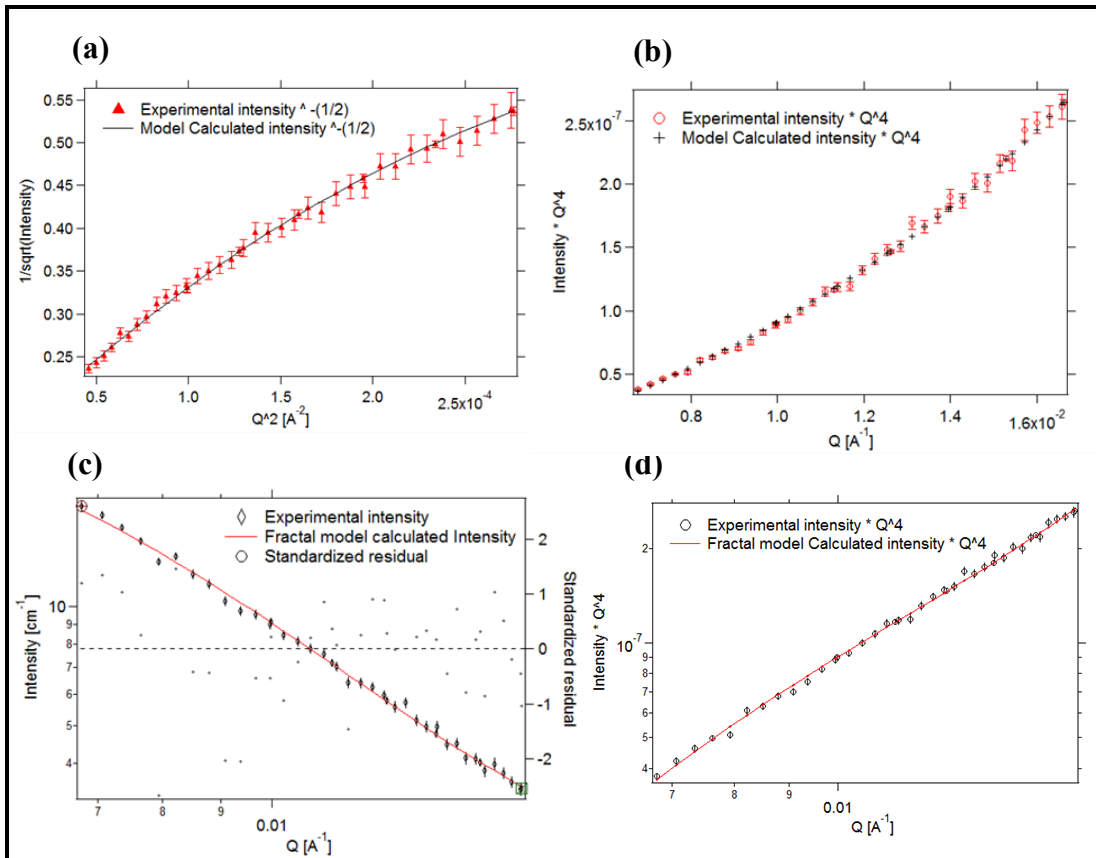 (a)
Experimental intensity ^ -(1/2)
Model Calculated intensity ^-(1/2)
1/sqrt(Intensity)
0.55
0.50
0.45
0.40
0.35
0.30
0.25
0.5
1.0
1.5
2.0
2.5x10⁻⁴
Q^2 [A⁻²]
(b)
Experimental intensity * Q^4
Model Calculated intensity * Q^4
Intensity * Q^4
2.5x10⁻⁷
2.0
1.5
1.0
0.5
0.8
1.0
1.2
1.4
1.6x10⁻²
Q [A⁻¹]
(c)
Experimental intensity
Fractal model calculated Intensity
Standardized residual
Intensity [cm⁻¹]
10
9
8
7
6
5
4
2
1
0
-1
-2
Standardized residual
7
8
9
0.01
Q [A⁻¹]
(d)
Experimental intensity * Q^4
Fractal model Calculated intensity * Q^4
Intensity * Q^4
2
10⁻⁷
9
8
7
6
5
4
7
8
9
0.01
Q [A⁻¹]